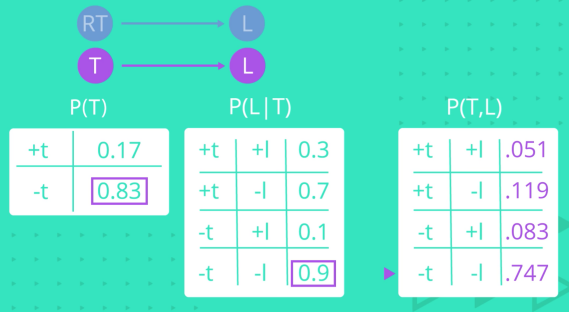 RT L
T L
P(T) P(L|T) P(T,L)
+t 0.17 +t +l 0.3 +t +l .051
-t 0.83 +t -l 0.7 +t -l .119
-t +l 0.1 -t +l .083
-t -l 0.9 -t -l .747